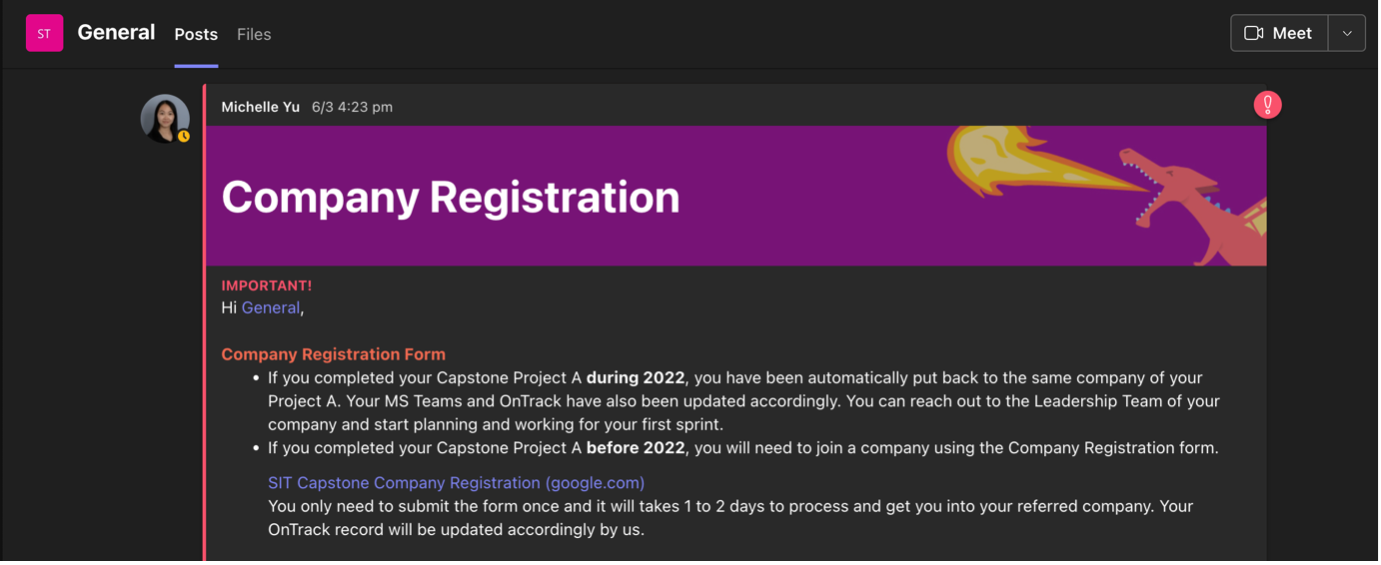 ST General Posts Files Meet
Michelle Yu 6/3 4:23 pm
Company Registration
IMPORTANT!
Hi General,
Company Registration Form
• If you completed your Capstone Project A during 2022, you have been automatically put back to the same company of your
Project A. Your MS Teams and OnTrack have also been updated accordingly. You can reach out to the Leadership Team of your
company and start planning and working for your first sprint.
• If you completed your Capstone Project A before 2022, you will need to join a company using the Company Registration form.
SIT Capstone Company Registration (google.com)
You only need to submit the form once and it will takes 1 to 2 days to process and get you into your referred company. Your
OnTrack record will be updated accordingly by us.